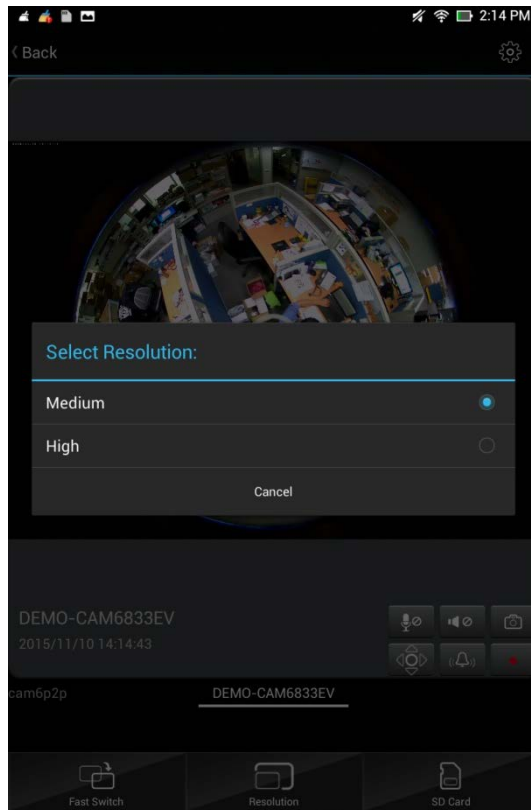 2:14 PM
Back
Select Resolution:
Medium
High
Cancel
DEMO-CAM6833EV
2015/11/10 14:14:43
cam6p2p
DEMO-CAM6833EV
Fast Switch
Resolution
SD Card